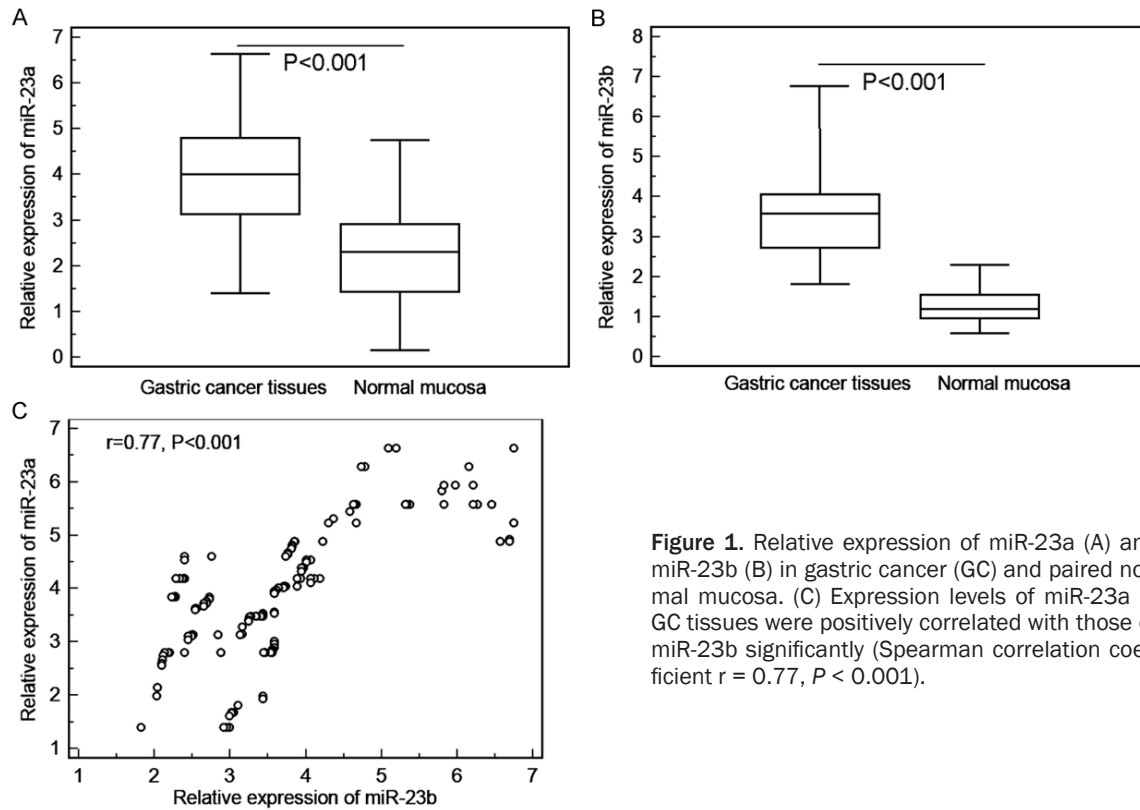 A
Relative expression of miR-23a
7
6
5
4
3
2
1
0
P<0.001
Gastric cancer tissues Normal mucosa
B
Relative expression of miR-23b
8
7
6
5
4
3
2
1
0
P<0.001
Gastric cancer tissues Normal mucosa
C
Relative expression of miR-23a
7
6
5
4
3
2
1
r=0.77, P<0.001
1 2 3 4 5 6 7
Relative expression of miR-23b
Figure 1. Relative expression of miR-23a (A) an
miR-23b (B) in gastric cancer (GC) and paired no
mal mucosa. (C) Expression levels of miR-23a
GC tissues were positively correlated with those
miR-23b significantly (Spearman correlation coe
ficient r = 0.77, P < 0.001).